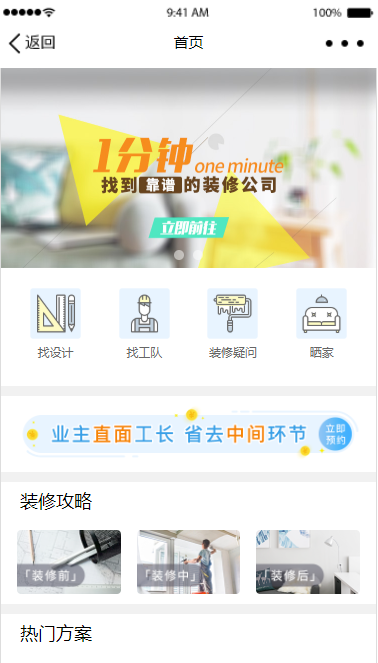 9:41 AM
100%
返回
首页
1分钟 one minute
找到靠谱的装修公司
立即前往
找设计
找工队
装修疑问
晒家
业主直面工长 省去中间环节
立即
预约
装修攻略
「装修前」
「装修中」
「装修后」
热门方案